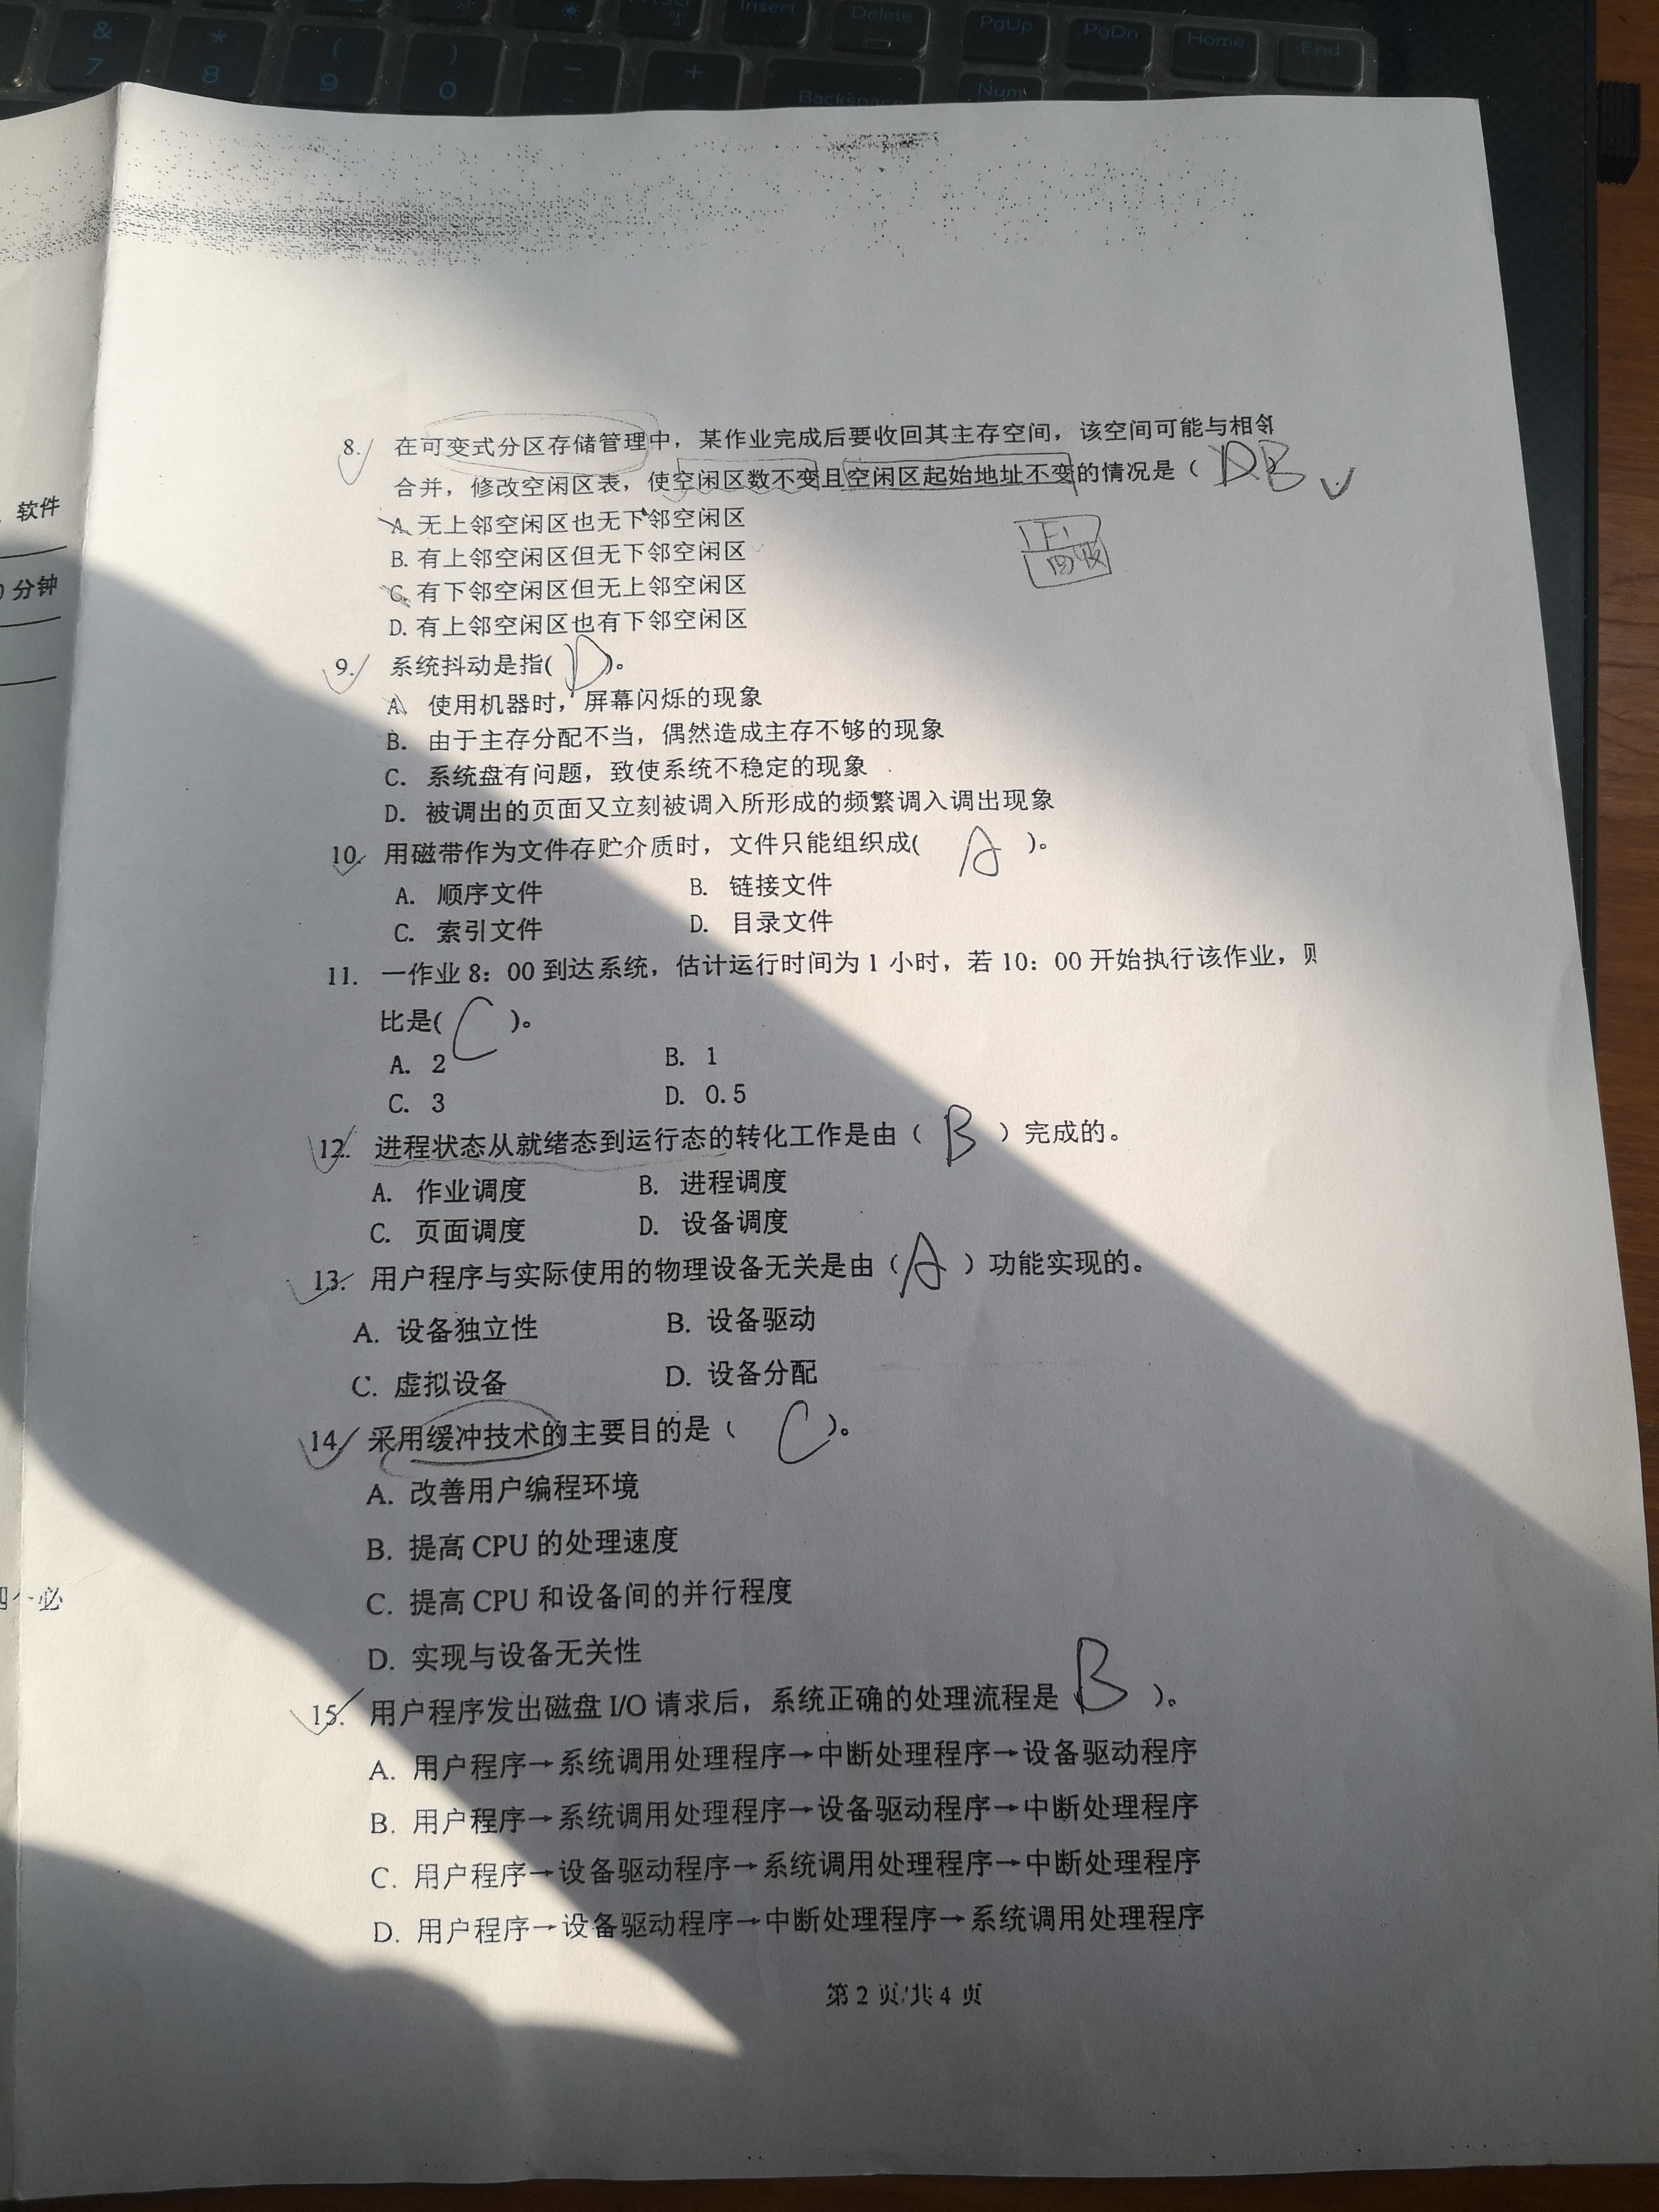 Insert
Delete
PgUp
PgDn
Home
End
&
7
*
8
(
9
)
0
+
Backspace
Num
软件
分钟
8. 在可变式分区存储管理中，某作业完成后要收回其主存空间，该空间可能与相邻
合并，修改空闲区表，使空闲区数不变且空闲区起始地址不变的情况是（ DB
A. 无上邻空闲区也无下邻空闲区
B. 有上邻空闲区但无下邻空闲区
回收
C. 有下邻空闲区但无上邻空闲区
D. 有上邻空闲区也有下邻空闲区
9. 系统抖动是指( D )。
A. 使用机器时，屏幕闪烁的现象
B. 由于主存分配不当，偶然造成主存不够的现象
C. 系统盘有问题，致使系统不稳定的现象
D. 被调出的页面又立刻被调入所形成的频繁调入调出现象
10. 用磁带作为文件存贮介质时，文件只能组织成( A )。
A. 顺序文件 B. 链接文件
C. 索引文件 D. 目录文件
11. 一作业 8：00 到达系统，估计运行时间为 1 小时，若 10：00 开始执行该作业，
比是( C )。
A. 2 B. 1
C. 3 D. 0.5
12. 进程状态从就绪态到运行态的转化工作是由（ B ）完成的。
A. 作业调度 B. 进程调度
C. 页面调度 D. 设备调度
13. 用户程序与实际使用的物理设备无关是由（ A ）功能实现的。
A. 设备独立性 B. 设备驱动
C. 虚拟设备 D. 设备分配
14. 采用缓冲技术的主要目的是（ C ）。
A. 改善用户编程环境
B. 提高 CPU 的处理速度
C. 提高 CPU 和设备间的并行程度
个必
D. 实现与设备无关性
15. 用户程序发出磁盘 I/O 请求后，系统正确的处理流程是 B ）。
A. 用户程序→系统调用处理程序→中断处理程序→设备驱动程序
B. 用户程序→系统调用处理程序→设备驱动程序→中断处理程序
C. 用户程序→设备驱动程序→系统调用处理程序→中断处理程序
D. 用户程序→设备驱动程序→中断处理程序→系统调用处理程序
第 2 页/共 4 页